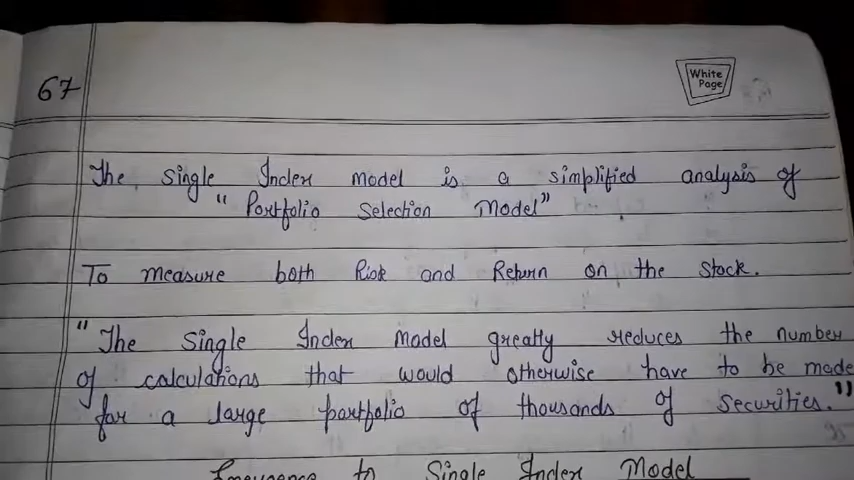 67
White
Page
The Single Index model is a simplified analysis of
" Portfolio Selection Model"
To measure both Risk and Return on the stock.
"The Single Index Model greatly reduces the number
of calculations that would otherwise have to be made
for a large portfolio of thousands of securities."
to Single Index Model